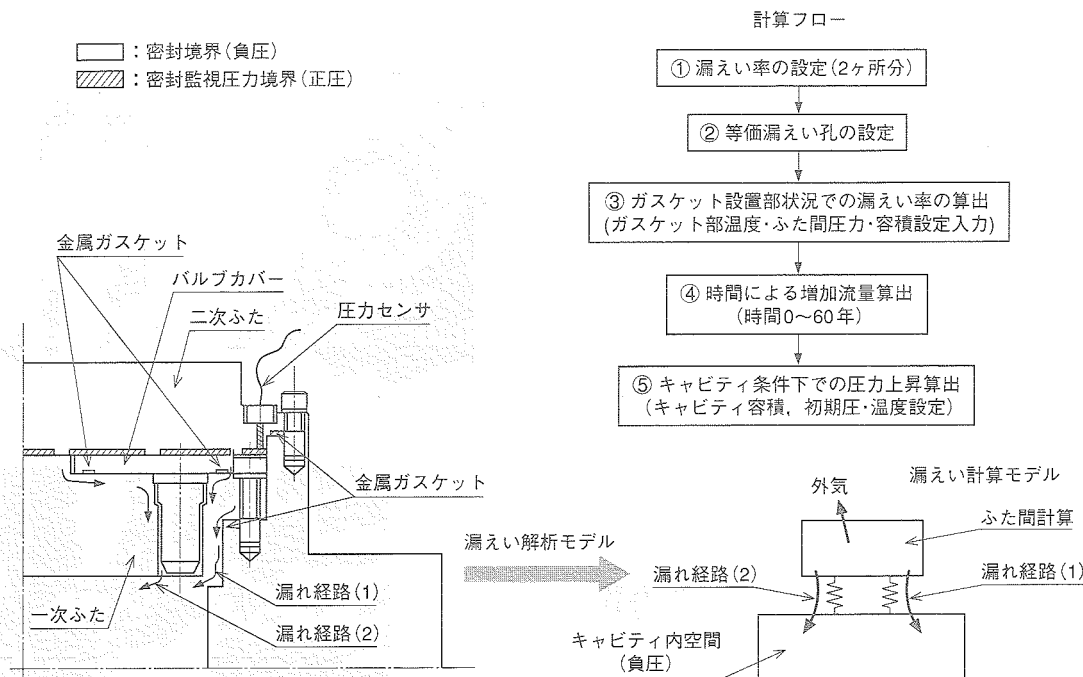 ：密封境界(負圧)
：密封監視圧力境界(正圧)
金属ガスケット
バルブカバー
二次ふた
圧力センサ
金属ガスケット
漏れ経路(1)
一次ふた
漏れ経路(2)
計算フロー
① 漏えい率の設定(2ヶ所分)
② 等価漏えい孔の設定
③ ガスケット設置部状況での漏えい率の算出
(ガスケット部温度・ふた間圧力・容積設定入力)
④ 時間による増加流量算出
(時間0～60年)
⑤ キャビティ条件下での圧力上昇算出
(キャビティ容積，初期圧・温度設定)
漏えい解析モデル
漏えい計算モデル
外気
ふた間計算
漏れ経路(2)
漏れ経路(1)
キャビティ内空間
(負圧)